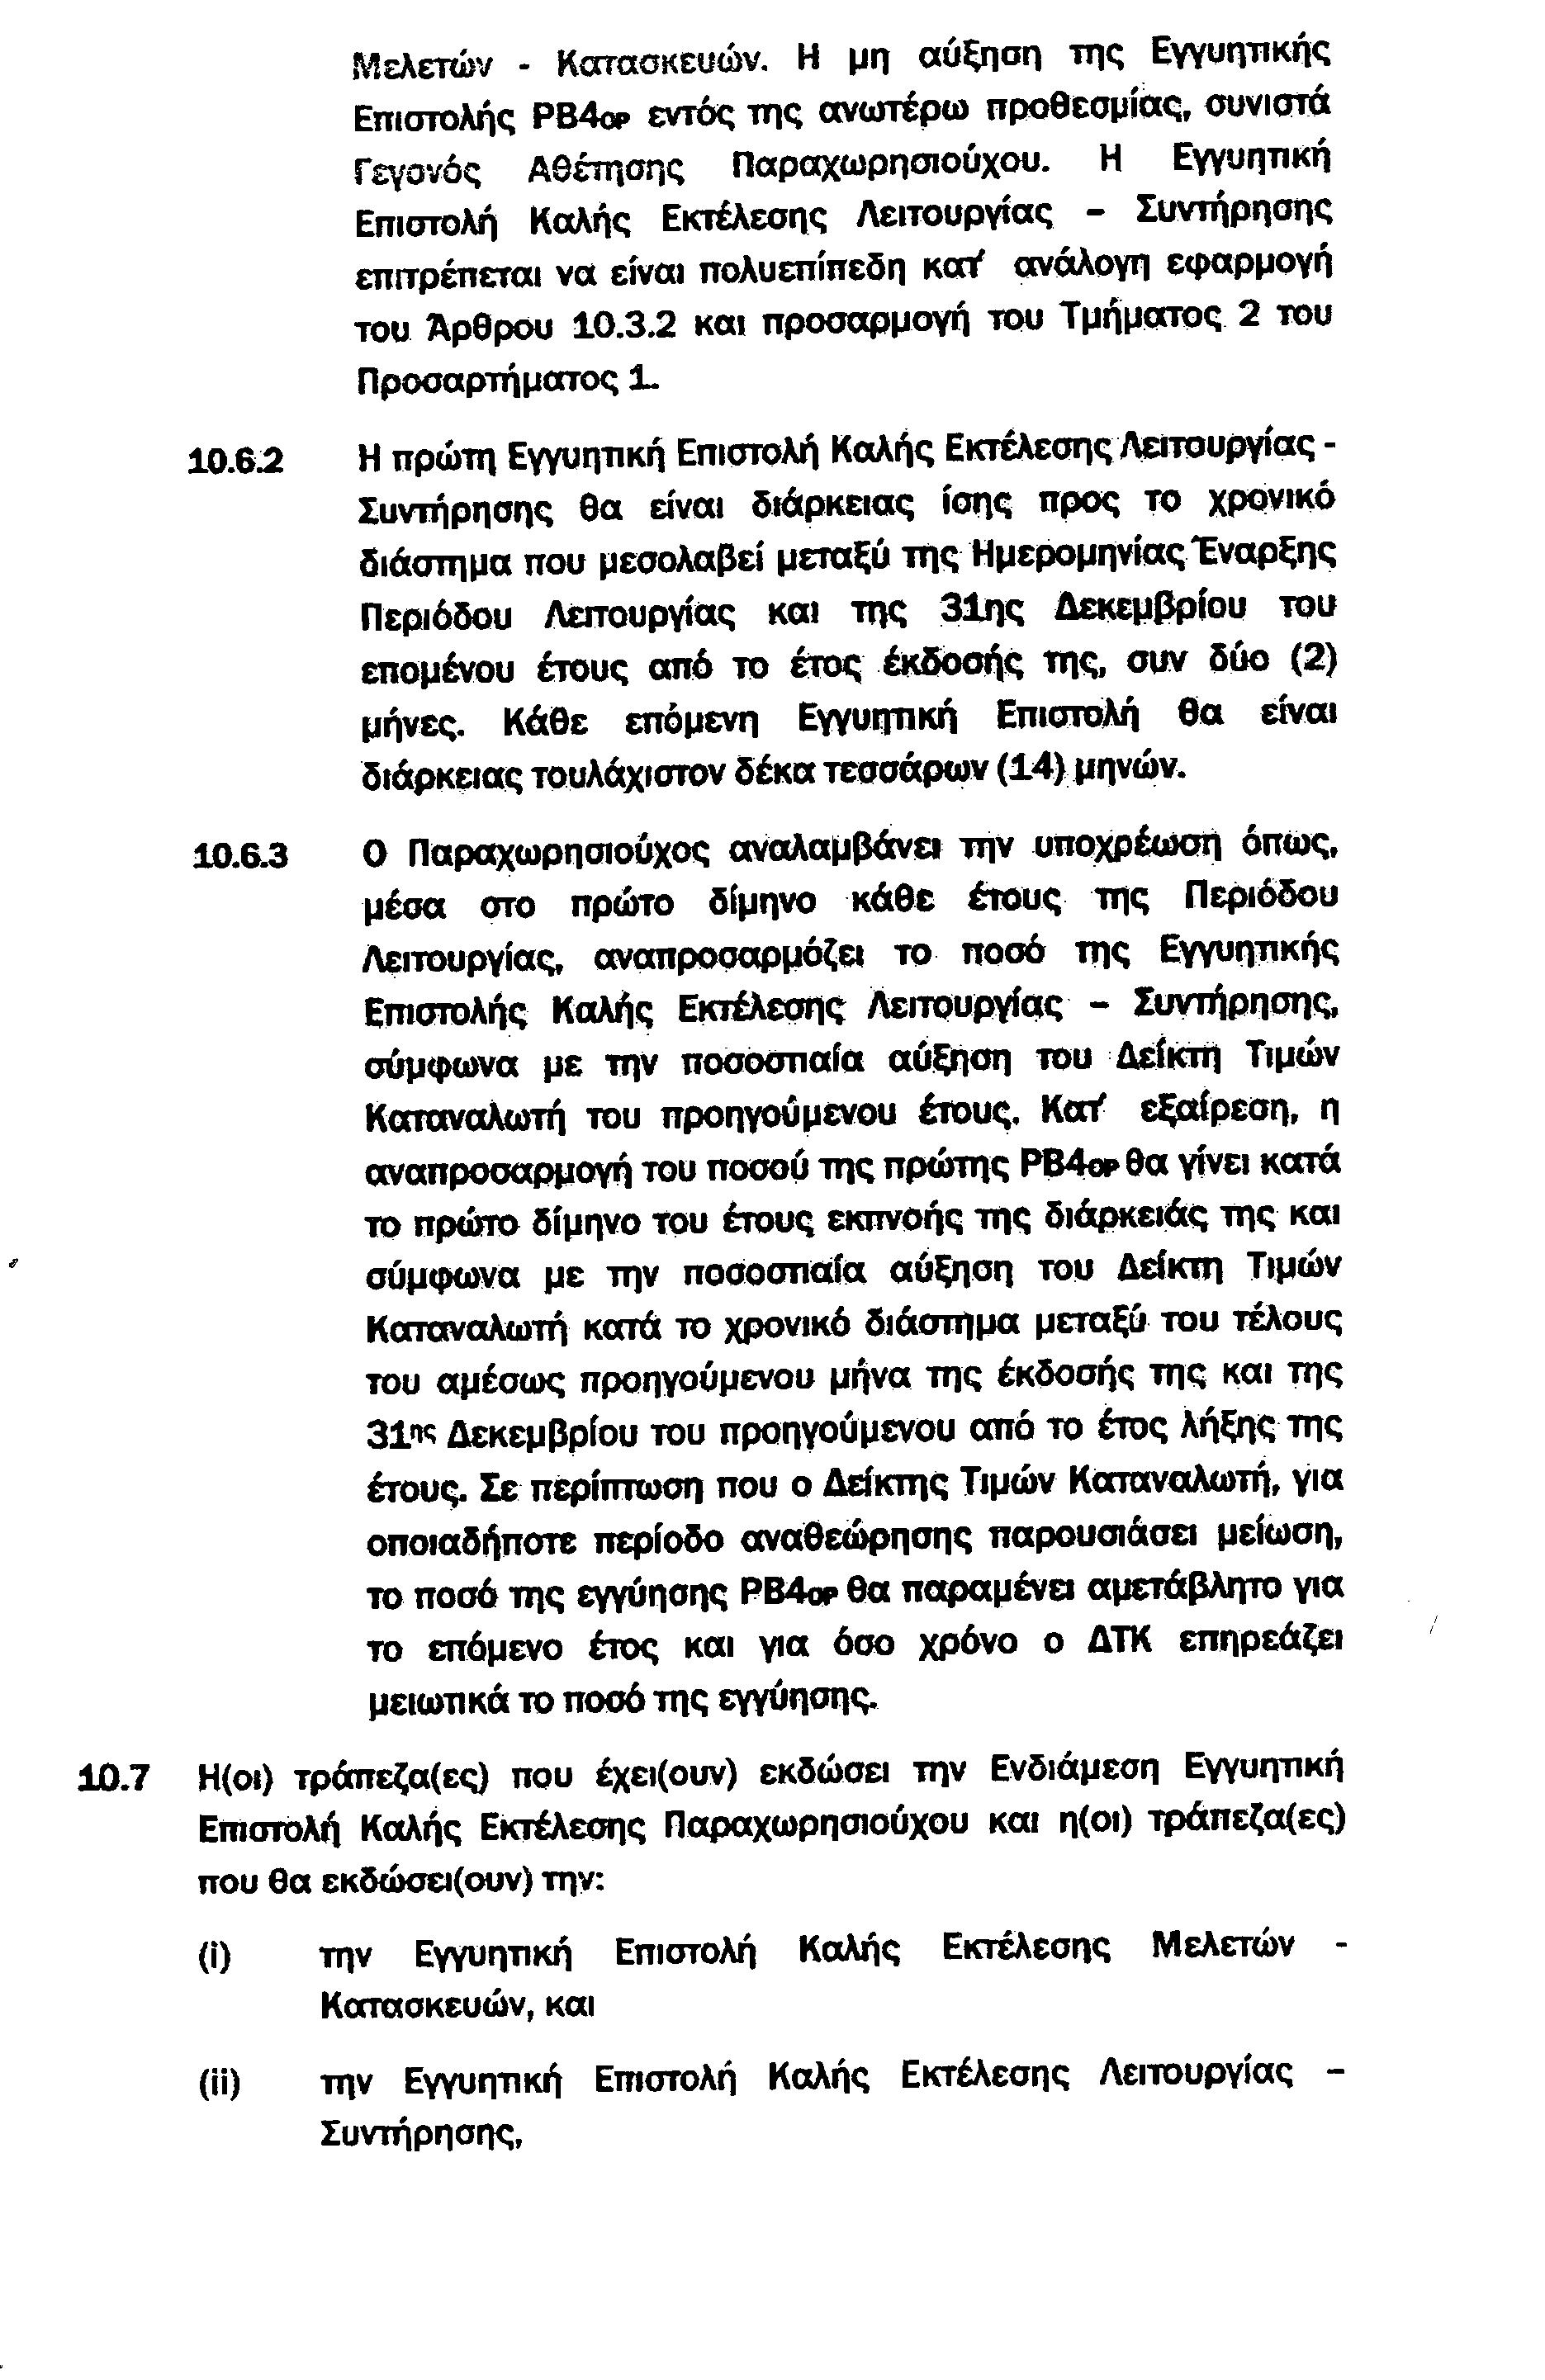 Μελετών - Κατασκευών. Η μη αύξηση της Εγγυητικής
Επιστολής PB4OP εντός της ανωτέρω προθεσμίας, συνιστά
Γεγονός Αθέτησης Παραχωρησιούχου. Η Εγγυητική
Επιστολή Καλής Εκτέλεσης Λειτουργίας – Συντήρησης
επιτρέπεται να είναι πολυεπίπεδη κατ' ανάλογη εφαρμογή
του Άρθρου 10.3.2 και προσαρμογή του Τμήματος 2 του
Προσαρτήματος 1.
10.6.2 Η πρώτη Εγγυητική Επιστολή Καλής Εκτέλεσης Λειτουργίας -
Συντήρησης θα είναι διάρκειας ίσης προς το χρονικό
διάστημα που μεσολαβεί μεταξύ της Ημερομηνίας Έναρξης
Περιόδου Λειτουργίας και της 31ης Δεκεμβρίου του
επομένου έτους από το έτος έκδοσής της, συν δύο (2)
μήνες. Κάθε επόμενη Εγγυητική Επιστολή θα είναι
διάρκειας τουλάχιστον δέκα τεσσάρων (14) μηνών.
10.6.3 Ο Παραχωρησιούχος αναλαμβάνει την υποχρέωση όπως,
μέσα στο πρώτο δίμηνο κάθε έτους της Περιόδου
Λειτουργίας, αναπροσαρμόζει το ποσό της Εγγυητικής
Επιστολής Καλής Εκτέλεσης Λειτουργίας – Συντήρησης,
σύμφωνα με την ποσοστιαία αύξηση του Δείκτη Τιμών
Καταναλωτή του προηγούμενου έτους. Κατ' εξαίρεση, η
αναπροσαρμογή του ποσού της πρώτης PB4OP θα γίνει κατά
το πρώτο δίμηνο του έτους εκπνοής της διάρκειάς της και
σύμφωνα με την ποσοστιαία αύξηση του Δείκτη Τιμών
Καταναλωτή κατά το χρονικό διάστημα μεταξύ του τέλους
του αμέσως προηγούμενου μήνα της έκδοσής της και της
31ης Δεκεμβρίου του προηγούμενου από το έτος λήξης της
έτους. Σε περίπτωση που ο Δείκτης Τιμών Καταναλωτή, για
οποιαδήποτε περίοδο αναθεώρησης παρουσιάσει μείωση,
το ποσό της εγγύησης PB4OP θα παραμένει αμετάβλητο για
το επόμενο έτος και για όσο χρόνο ο ΔΤΚ επηρεάζει
μειωτικά το ποσό της εγγύησης.
10.7 Η(οι) τράπεζα(ες) που έχει(ουν) εκδώσει την Ενδιάμεση Εγγυητική
Επιστολή Καλής Εκτέλεσης Παραχωρησιούχου και η(οι) τράπεζα(ες)
που θα εκδώσει(ουν) την:
(i) την Εγγυητική Επιστολή Καλής Εκτέλεσης Μελετών -
Κατασκευών, και
(ii) την Εγγυητική Επιστολή Καλής Εκτέλεσης Λειτουργίας –
Συντήρησης,